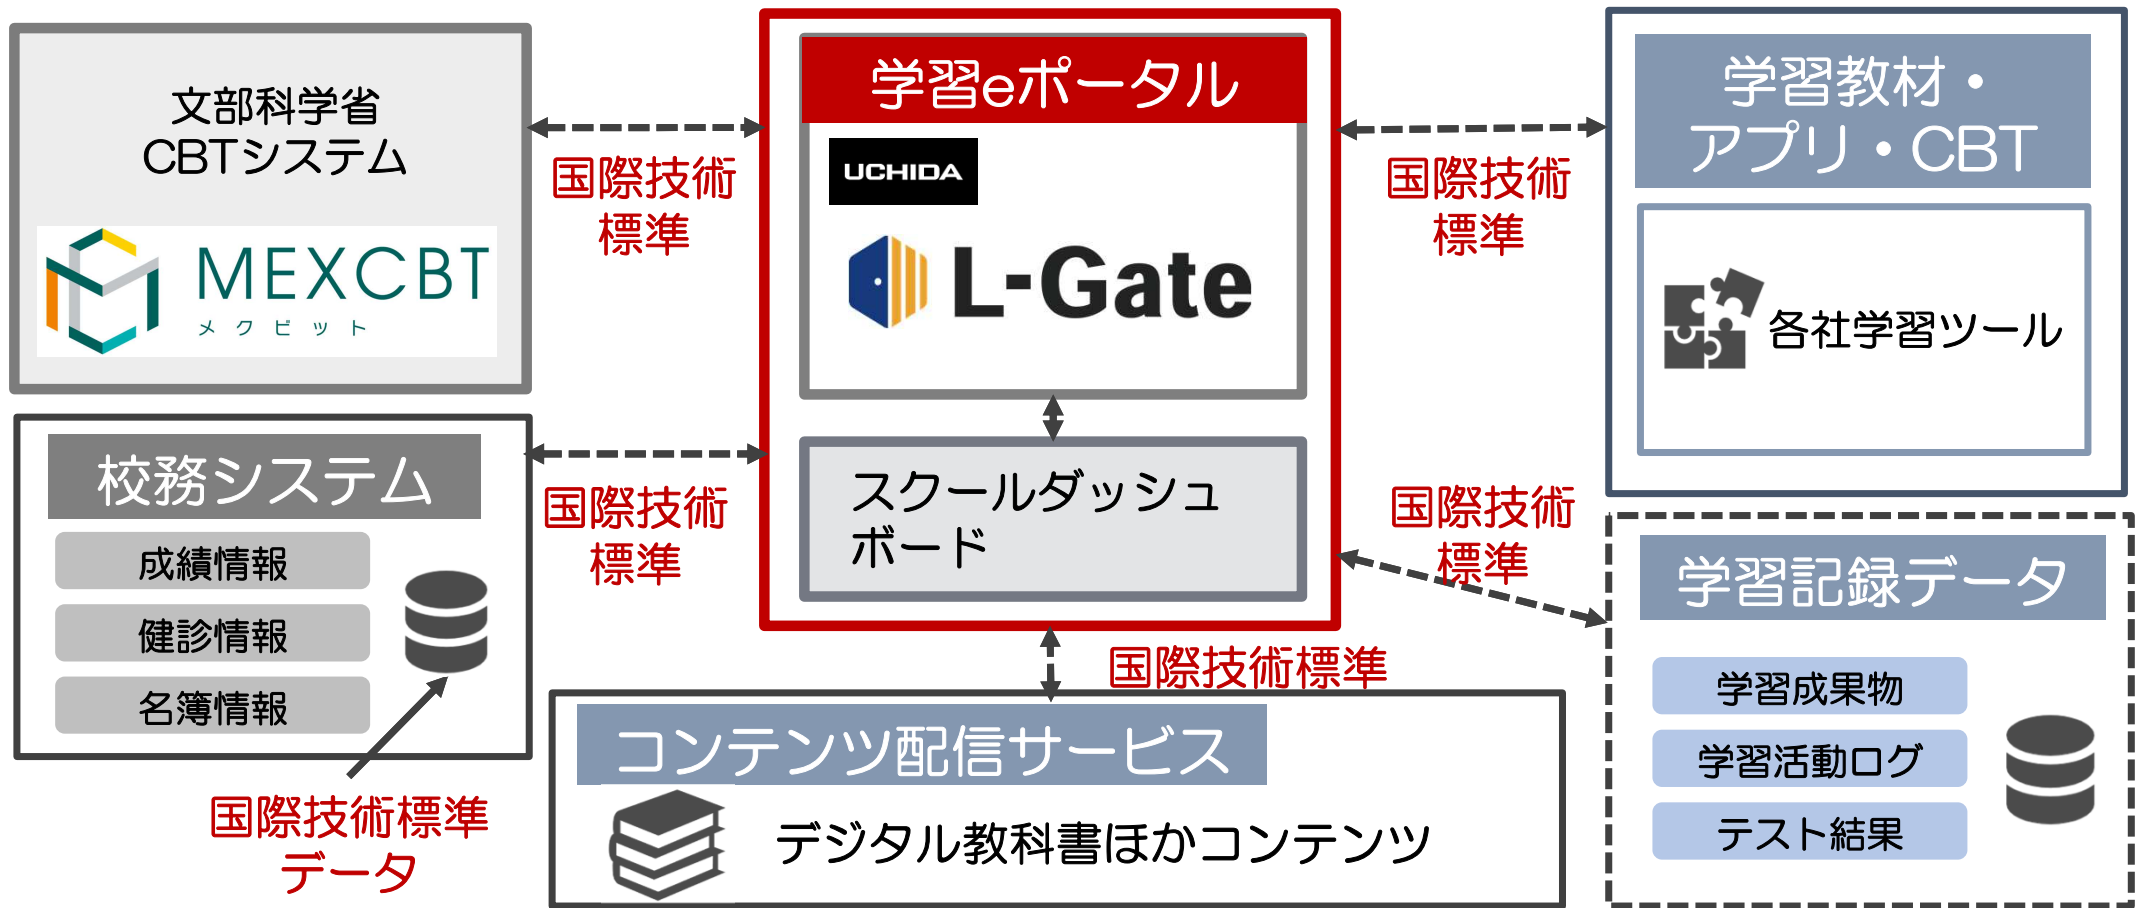 文部科学省
CBTシステム
MEXCBT
メクビット
国際技術
標準
学習eポータル
UCHIDA
L-Gate
スクールダッシュ
ボード
国際技術
標準
学習教材・
アプリ・CBT
各社学習ツール
校務システム
成績情報
健診情報
名簿情報
国際技術標準
データ
国際技術
標準
国際技術
標準
学習記録データ
学習成果物
学習活動ログ
テスト結果
国際技術標準
コンテンツ配信サービス
デジタル教科書ほかコンテンツ